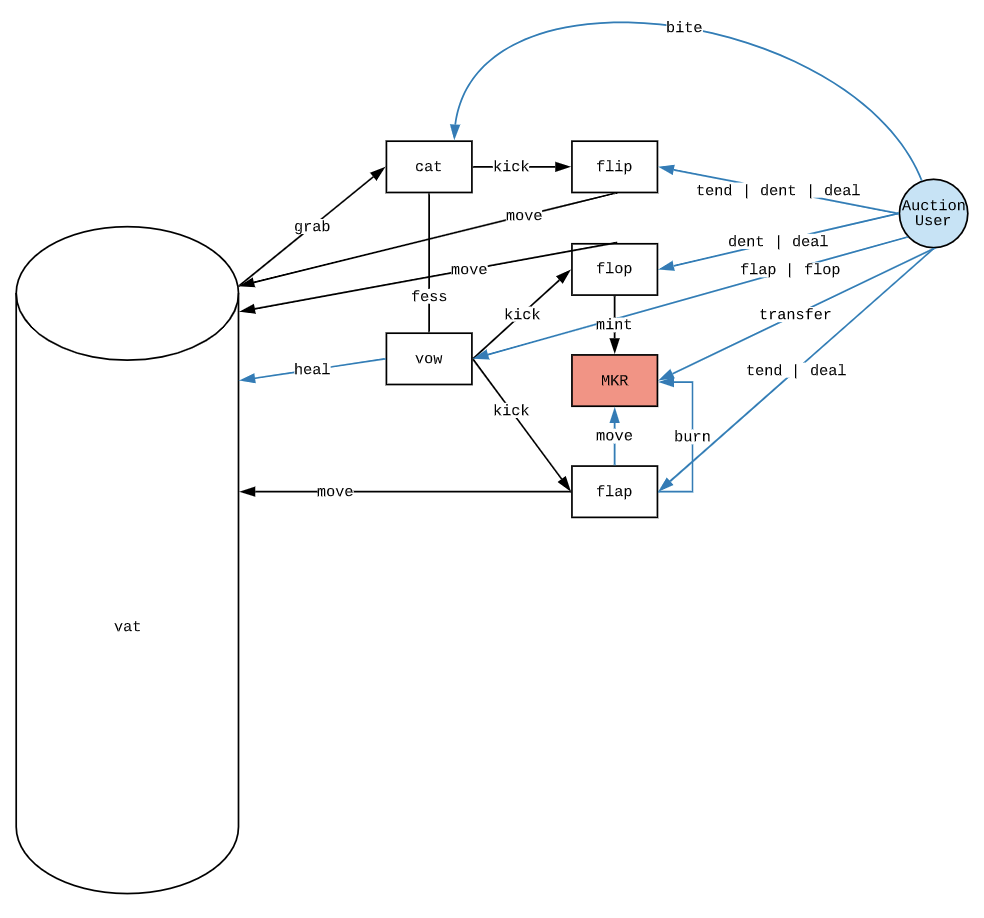 bite
cat
kick
flip
tend | dent | deal
Auction
User
move
grab
dent | deal
move
flop
flap | flop
fess
kick
mint
transfer
vow
heal
MKR
tend | deal
kick
move
burn
move
flap
vat